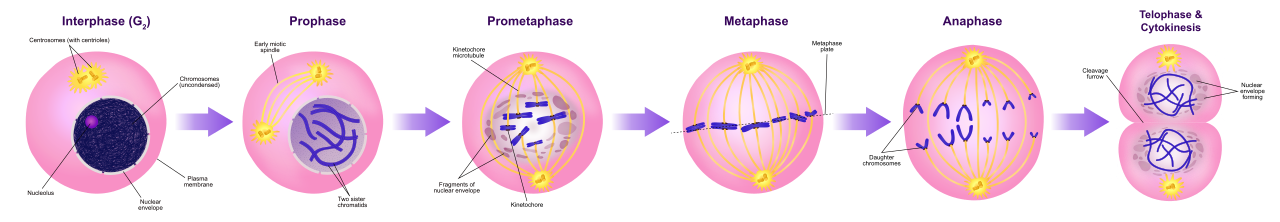 Interphase (G2)
Centrosomes (with centrioles)
Chromosomes
(uncondensed)
Nucleolus
Nuclear
envelope
Plasma
membrane
Prophase
Early miotic
spindle
Two sister
chromatids
Prometaphase
Kinetochore
microtubule
Fragments of
nuclear envelope
Kinetochore
Metaphase
Metaphase
plate
Anaphase
Daughter
chromosomes
Telophase &
Cytokinesis
Cleavage
furrow
Nuclear
envelope
forming